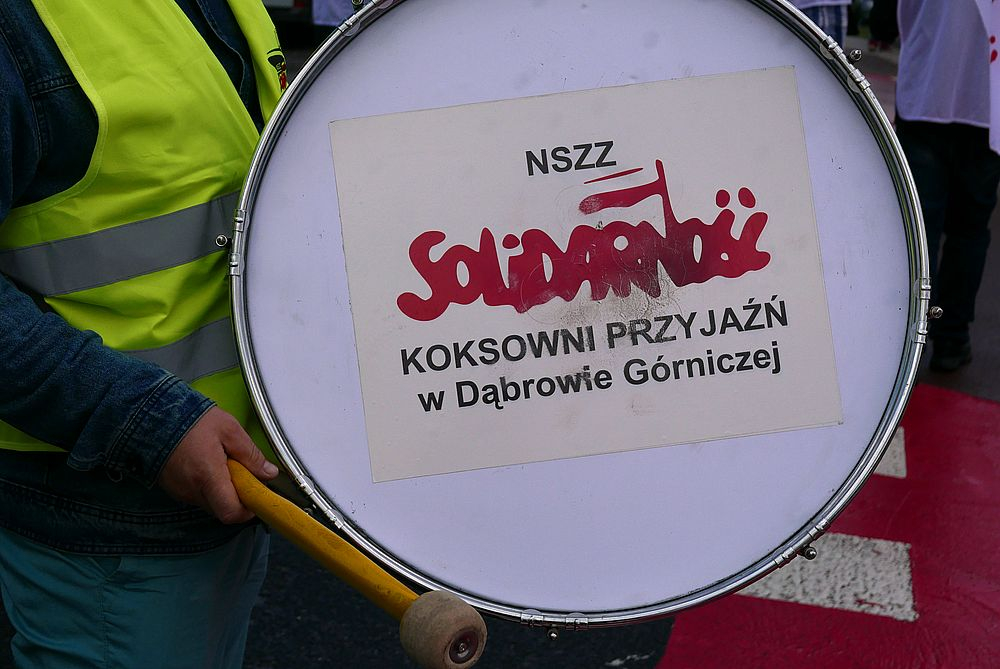 NSZZ
SOLIDARNOŚĆ
KOKSOWNI PRZYJAŹŃ
w Dąbrowie Górniczej